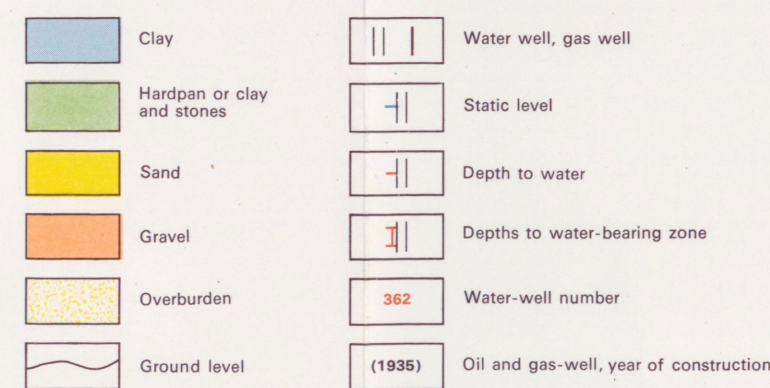 Clay
Hardpan or clay
and stones
Sand
Gravel
Overburden
Ground level
Water well, gas well
Static level
Depth to water
Depths to water-bearing zone
362
Water-well number
(1935)
Oil and gas-well, year of construction